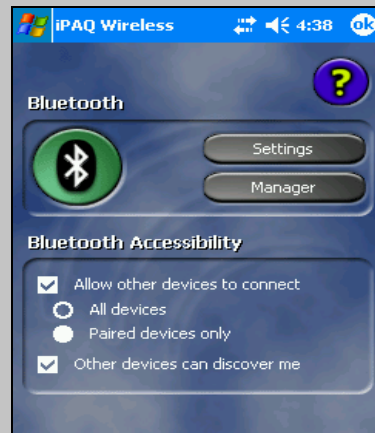 iPAQ Wireless 4:38 ok
?
Bluetooth
Settings
Manager
Bluetooth Accessibility
Allow other devices to connect
All devices
Paired devices only
Other devices can discover me